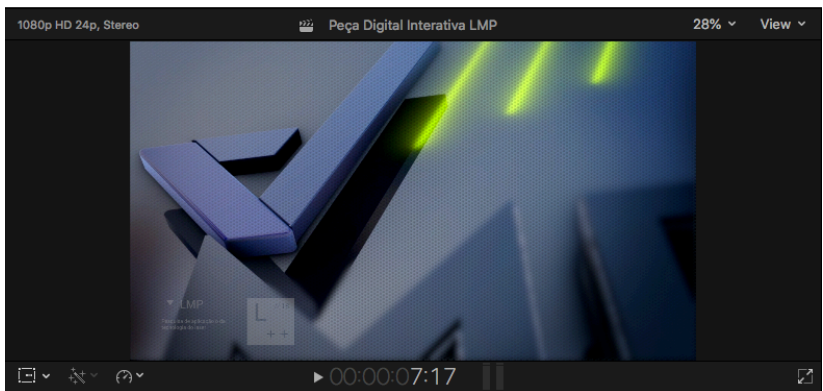 1080p HD 24p, Stereo
Peça Digital Interativa LMP
28%
View
LMP
L
++
00:00:07:17